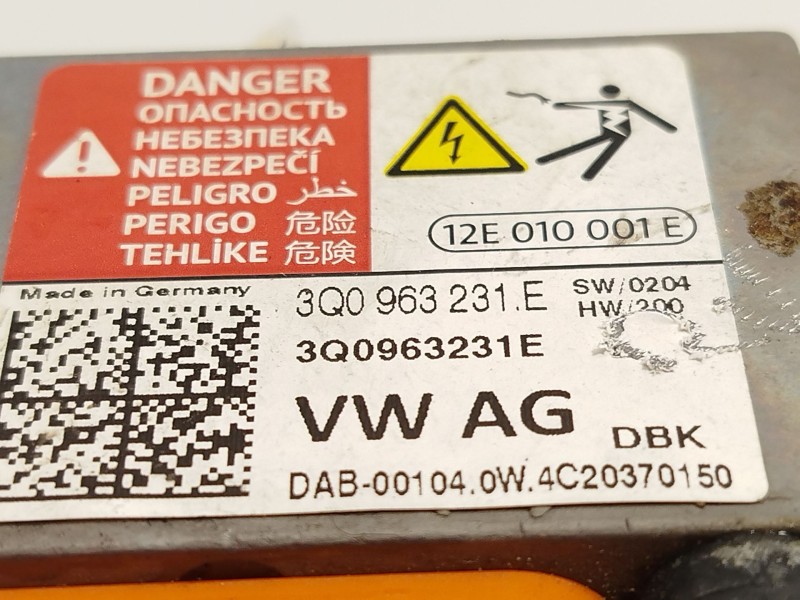 DANGER
ОПАСНОСТЬ
НЕБЕЗПЕКА
NEBEZPEČÍ
PELIGRO خطر
PERIGO 危险
TEHLİKE 危険
12E 010 001 E
Made in Germany
3Q0 963 231.E
SW/0204
HW/200
3Q0963231E
VW AG
DBK
DAB-00104.0W.4C20370150